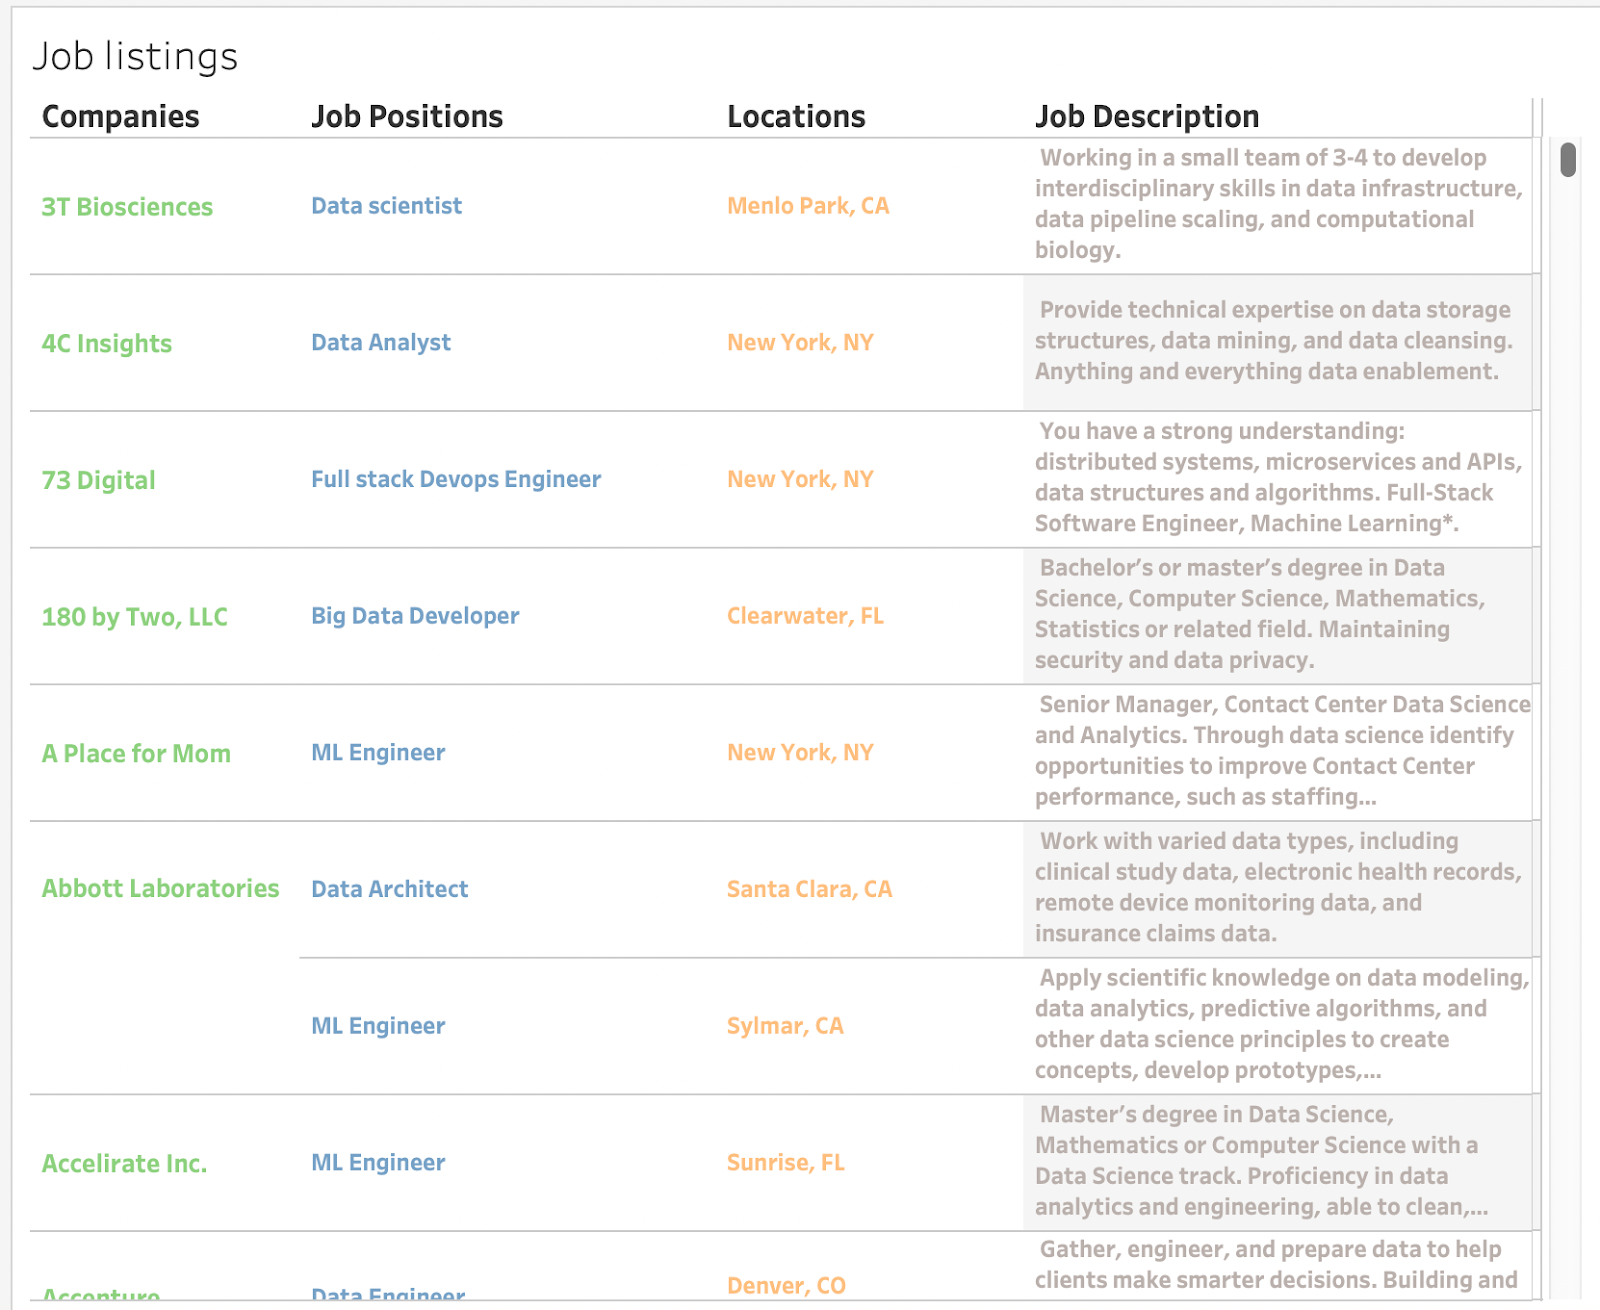 Job listings
Companies Job Positions Locations Job Description
3T Biosciences Data scientist Menlo Park, CA
Working in a small team of 3-4 to develop
interdisciplinary skills in data infrastructure,
data pipeline scaling, and computational
biology.
4C Insights Data Analyst New York, NY
Provide technical expertise on data storage
structures, data mining, and data cleansing.
Anything and everything data enablement.
73 Digital Full stack Devops Engineer New York, NY
You have a strong understanding:
distributed systems, microservices and APIs,
data structures and algorithms. Full-Stack
Software Engineer, Machine Learning*.
180 by Two, LLC Big Data Developer Clearwater, FL
Bachelor’s or master’s degree in Data
Science, Computer Science, Mathematics,
Statistics or related field. Maintaining
security and data privacy.
A Place for Mom ML Engineer New York, NY
Senior Manager, Contact Center Data Science
and Analytics. Through data science identify
opportunities to improve Contact Center
performance, such as staffing...
Abbott Laboratories Data Architect Santa Clara, CA
Work with varied data types, including
clinical study data, electronic health records,
remote device monitoring data, and
insurance claims data.
ML Engineer Sylmar, CA
Apply scientific knowledge on data modeling,
data analytics, predictive algorithms, and
other data science principles to create
concepts, develop prototypes,...
Accelirate Inc. ML Engineer Sunrise, FL
Master’s degree in Data Science,
Mathematics or Computer Science with a
Data Science track. Proficiency in data
analytics and engineering, able to clean,...
Accenture Data Engineer Denver, CO
Gather, engineer, and prepare data to help
clients make smarter decisions. Building and